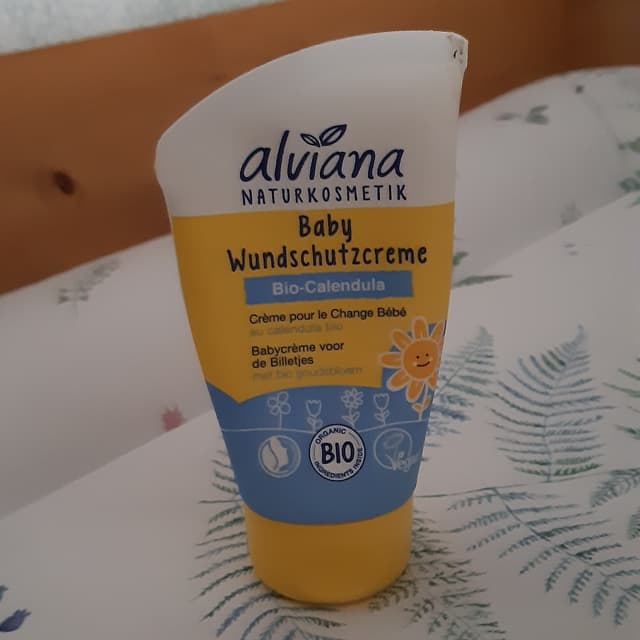 alviana
NATURKOSMETIK
Baby
Wundschutzcreme
Bio-Calendula
Crème pour le Change Bébé
au calendula bio
Babycrème voor
de Billetjes
met bio goudsbloem
ORGANIC
BIO
INGREDIENTS INSIDE
Vegan